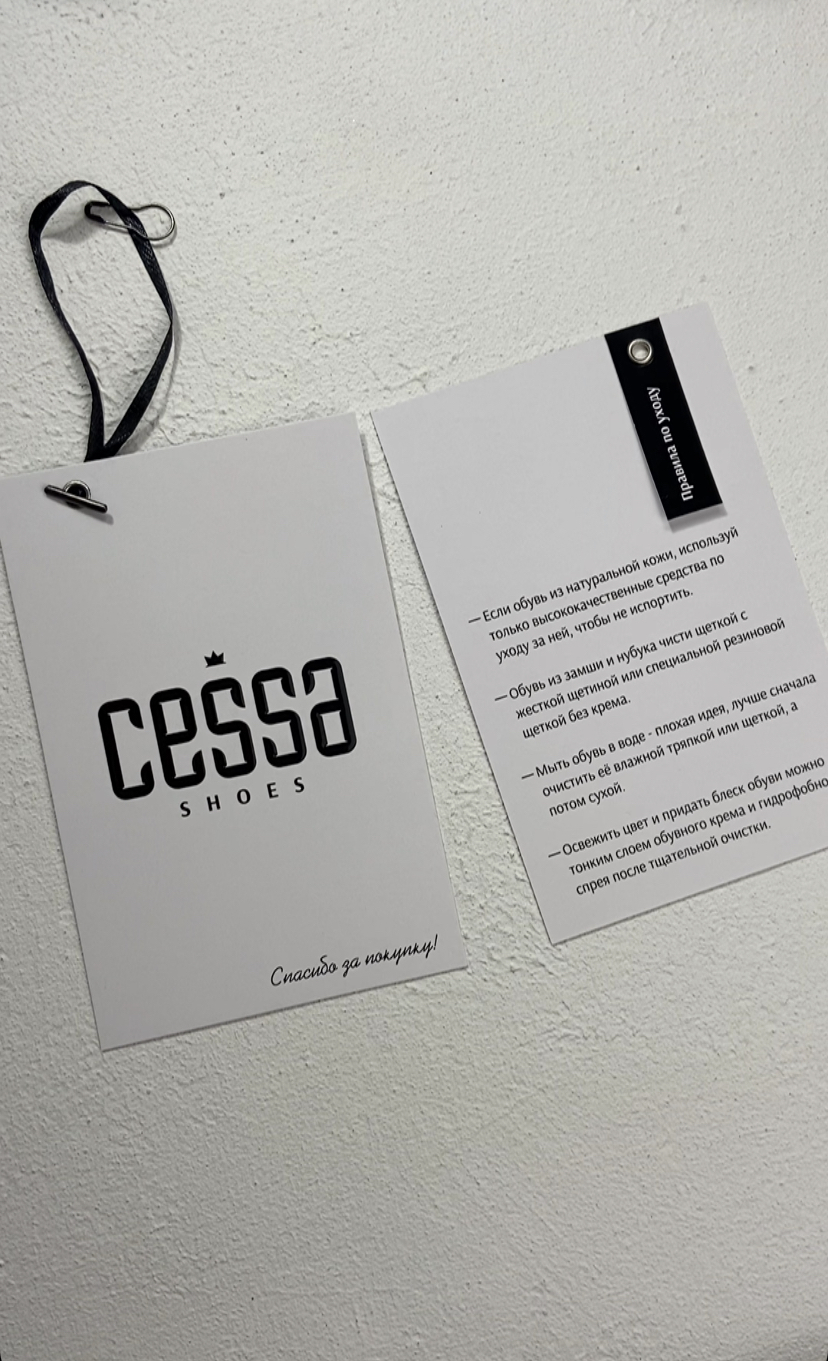 cessa
SHOES
Спасибо за покупку!
Правила по уходу
— Если обувь из натуральной кожи, используй
только высококачественные средства по
уходу за ней, чтобы не испортить.
— Обувь из замши и нубука чисти щеткой с
жесткой щетиной или специальной резиновой
щеткой без крема.
— Мыть обувь в воде - плохая идея, лучше сначала
очистить её влажной тряпкой или щеткой, а
потом сухой.
— Освежить цвет и придать блеск обуви можно
тонким слоем обувного крема и гидрофобно
спрея после тщательной очистки.